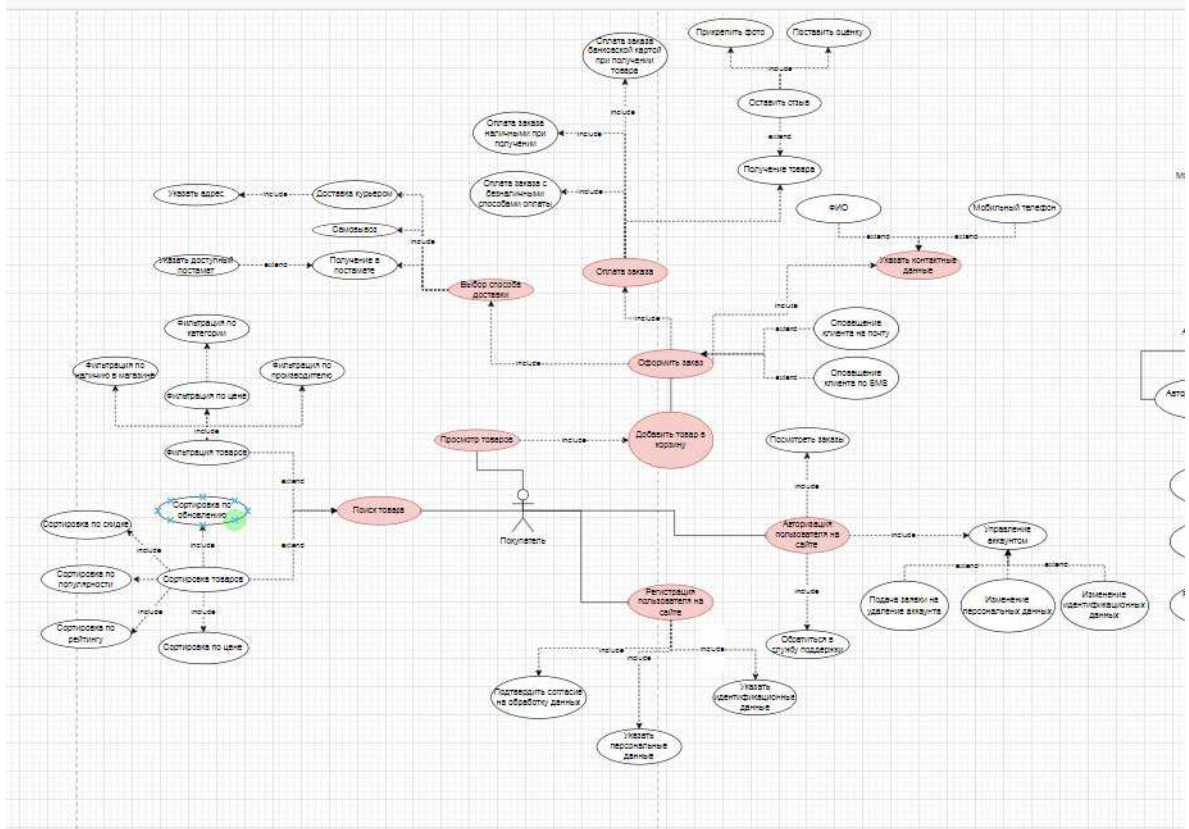 Оплата заказа
банковской картой
при получении
товара
Прикрепить фото
Поставить оценку
include
Оставить отзыв
include
Оплата заказа
наличными при
получении
include
extend
Получение товара
Оплата заказа с
безналичными
способами оплаты
include
Указать адрес
include
Доставка курьером
ФИО
Мобильный телефон
Самовывоз
include
extend
extend
Указать доступный
постамат
extend
Получение в
постамате
Оплата заказа
Указать контактные
данные
Выбор способа
доставки
include
include
Фильтрация по
категории
Оповещение
клиента на почту
extend
Фильтрация по
наличию в магазине
Фильтрация по
производителю
include
Оформить заказ
Оповещение
клиента по SMS
extend
Фильтрация по цене
include
Просмотр товаров
include
Добавить товар в
корзину
Посмотреть заказы
Фильтрация товаров
extend
include
Сортировка по
обновлению
Поиск товара
Сортировка по скидке
Покупатель
Авторизация
пользователя на
сайте
include
Управление
аккаунтом
include
include
extend
Сортировка по
популярности
Сортировка товаров
extend
extend
include
include
Регистрация
пользователя на
сайте
include
Подача заявки на
удаление аккаунта
Изменение
персональных данных
Изменение
идентификационных
данных
Сортировка по
рейтингу
Сортировка по цене
Обратиться в
службу поддержки
include
include
include
Подтвердить согласие
на обработку данных
Указать
идентификационные
данные
Указать
персональные
данные